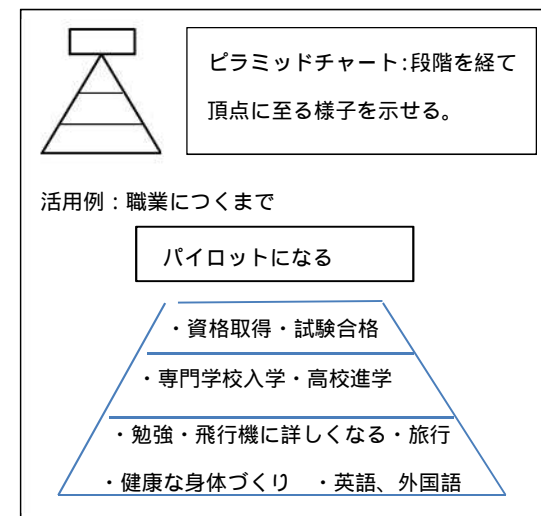 ピラミッドチャート:段階を経て
頂点に至る様子を示せる。
活用例：職業につくまで
パイロットになる
・資格取得・試験合格
・専門学校入学・高校進学
・勉強・飛行機に詳しくなる・旅行
・健康な身体づくり　・英語、外国語